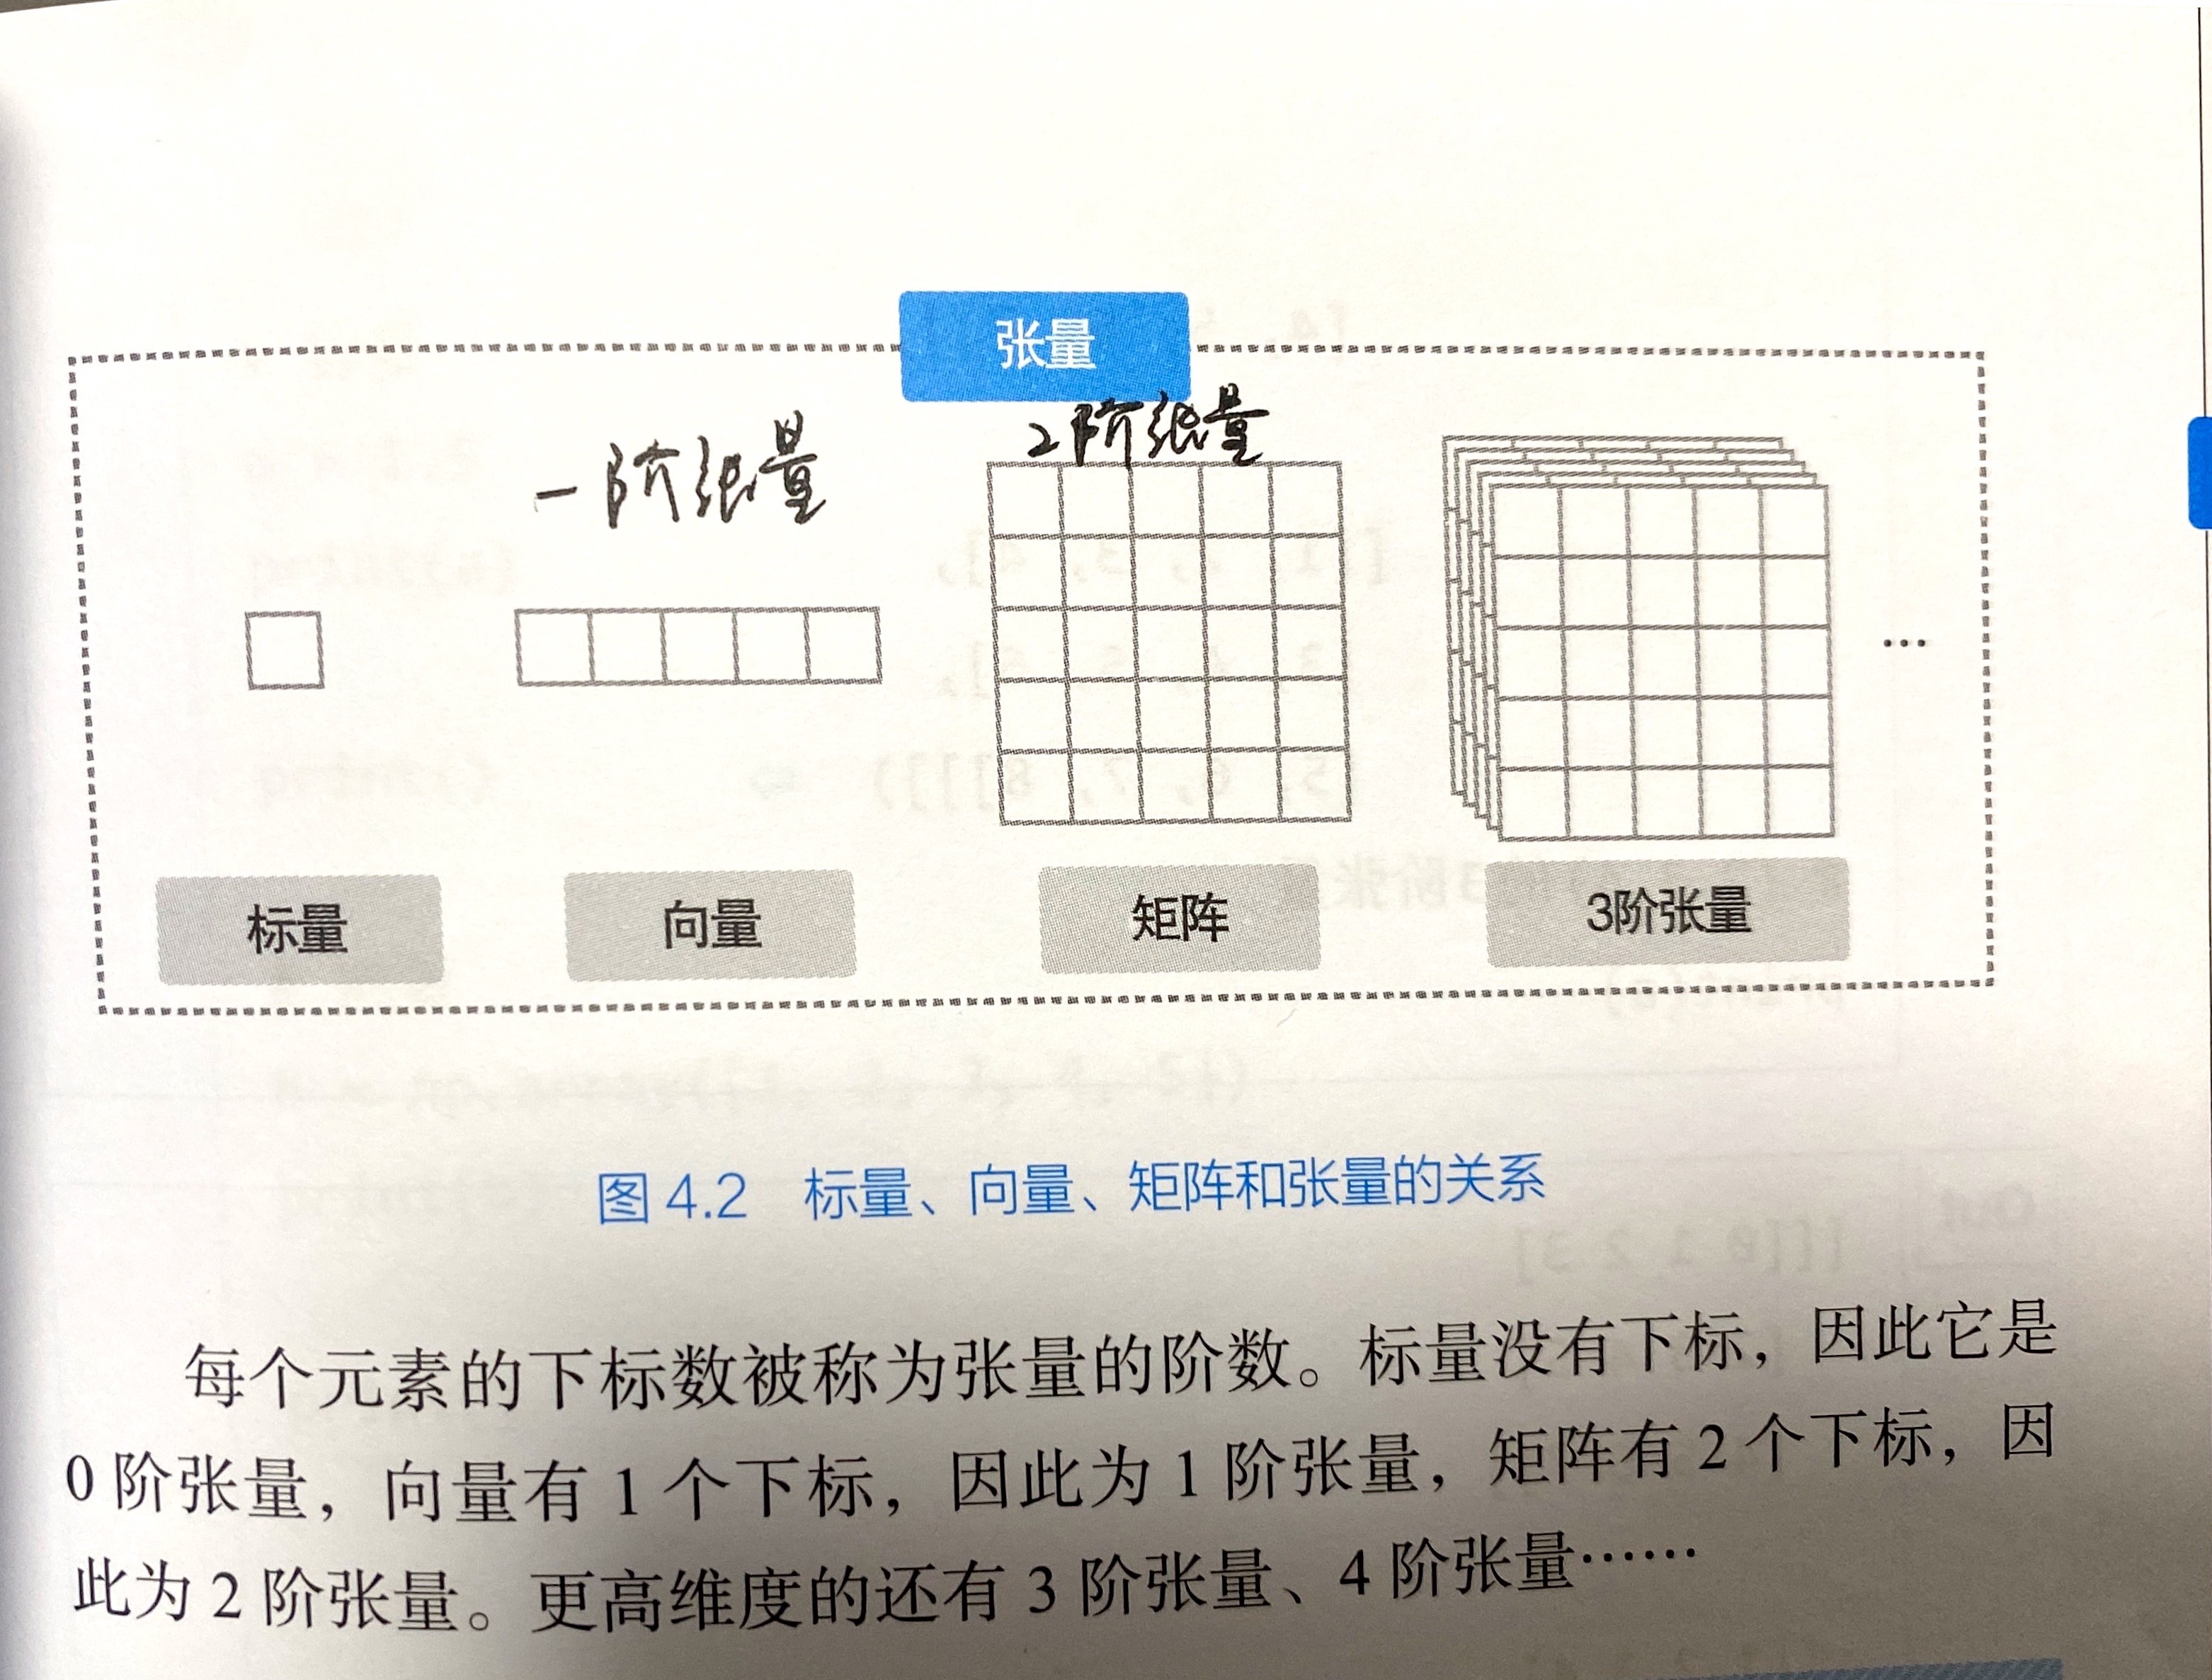 张量
一阶张量
2阶张量
…
标量
向量
矩阵
3阶张量
图 4.2 标量、向量、矩阵和张量的关系
每个元素的下标数被称为张量的阶数。标量没有下标，因此它是
0 阶张量，向量有 1 个下标，因此为 1 阶张量，矩阵有 2 个下标，因
此为 2 阶张量。更高维度的还有 3 阶张量、4 阶张量……